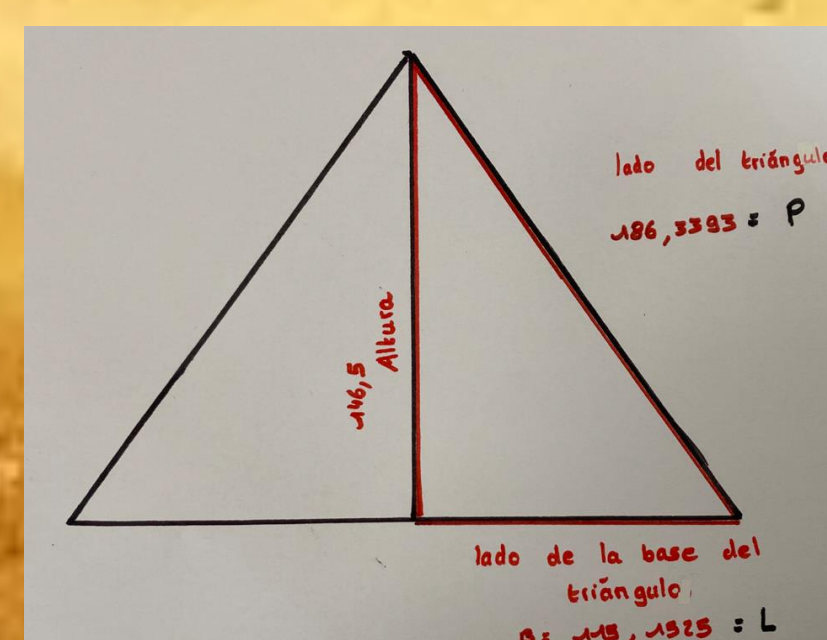 lado del triángulo
186,3393 = P
146,5
Altura
lado de la base del
triángulo
B= 115,1525 = L